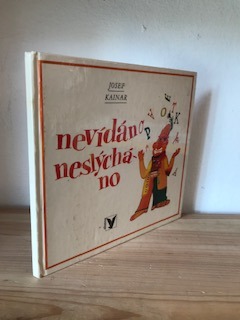 JOSEF
KAINAR
nevídáno
neslýchá-
no